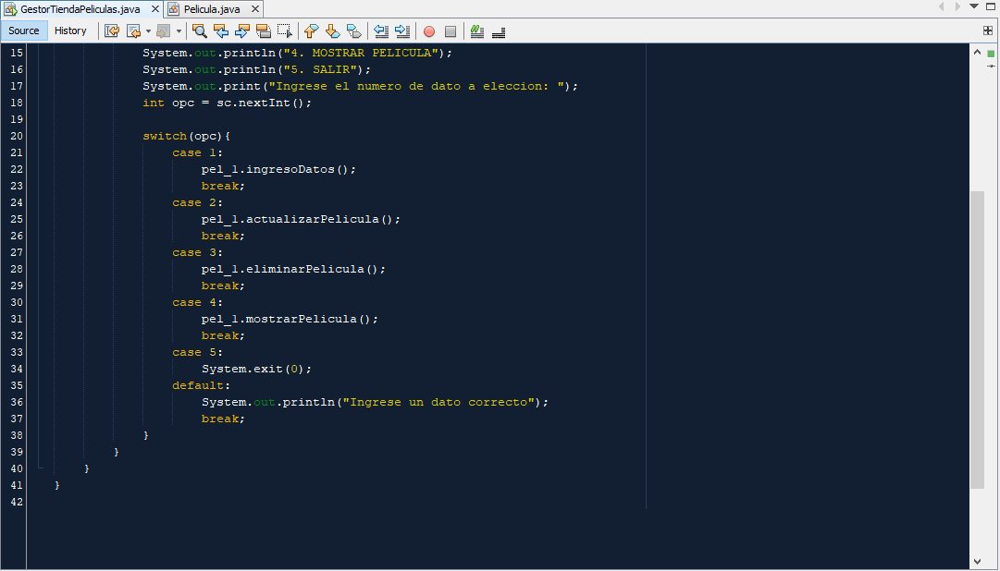 GestorTiendaPeliculas.java Pelicula.java
Source History
15 System.out.println("4. MOSTRAR PELICULA");
16 System.out.println("5. SALIR");
17 System.out.print("Ingrese el numero de dato a eleccion: ");
18 int opc = sc.nextInt();
19
20 switch(opc){
21 case 1:
22 pel_1.ingresoDatos();
23 break;
24 case 2:
25 pel_1.actualizarPelicula();
26 break;
27 case 3:
28 pel_1.eliminarPelicula();
29 break;
30 case 4:
31 pel_1.mostrarPelicula();
32 break;
33 case 5:
34 System.exit(0);
35 default:
36 System.out.println("Ingrese un dato correcto");
37 break;
38 }
39 }
40 }
41 }
42